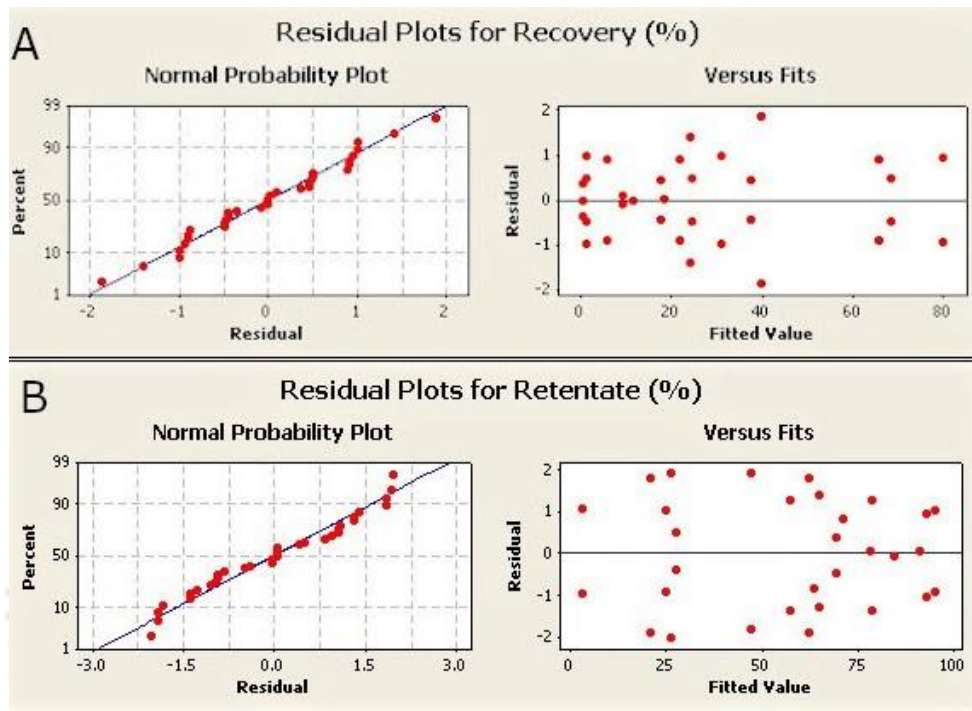 A
Residual Plots for Recovery (%)
Normal Probability Plot
99
90
50
10
1
Percent
-2 -1 0 1 2
Residual
Versus Fits
2
1
0
-1
-2
Residual
0 20 40 60 80
Fitted Value
B
Residual Plots for Retentate (%)
Normal Probability Plot
99
90
50
10
1
Percent
-3.0 -1.5 0.0 1.5 3.0
Residual
Versus Fits
2
1
0
-1
-2
Residual
0 25 50 75 100
Fitted Value